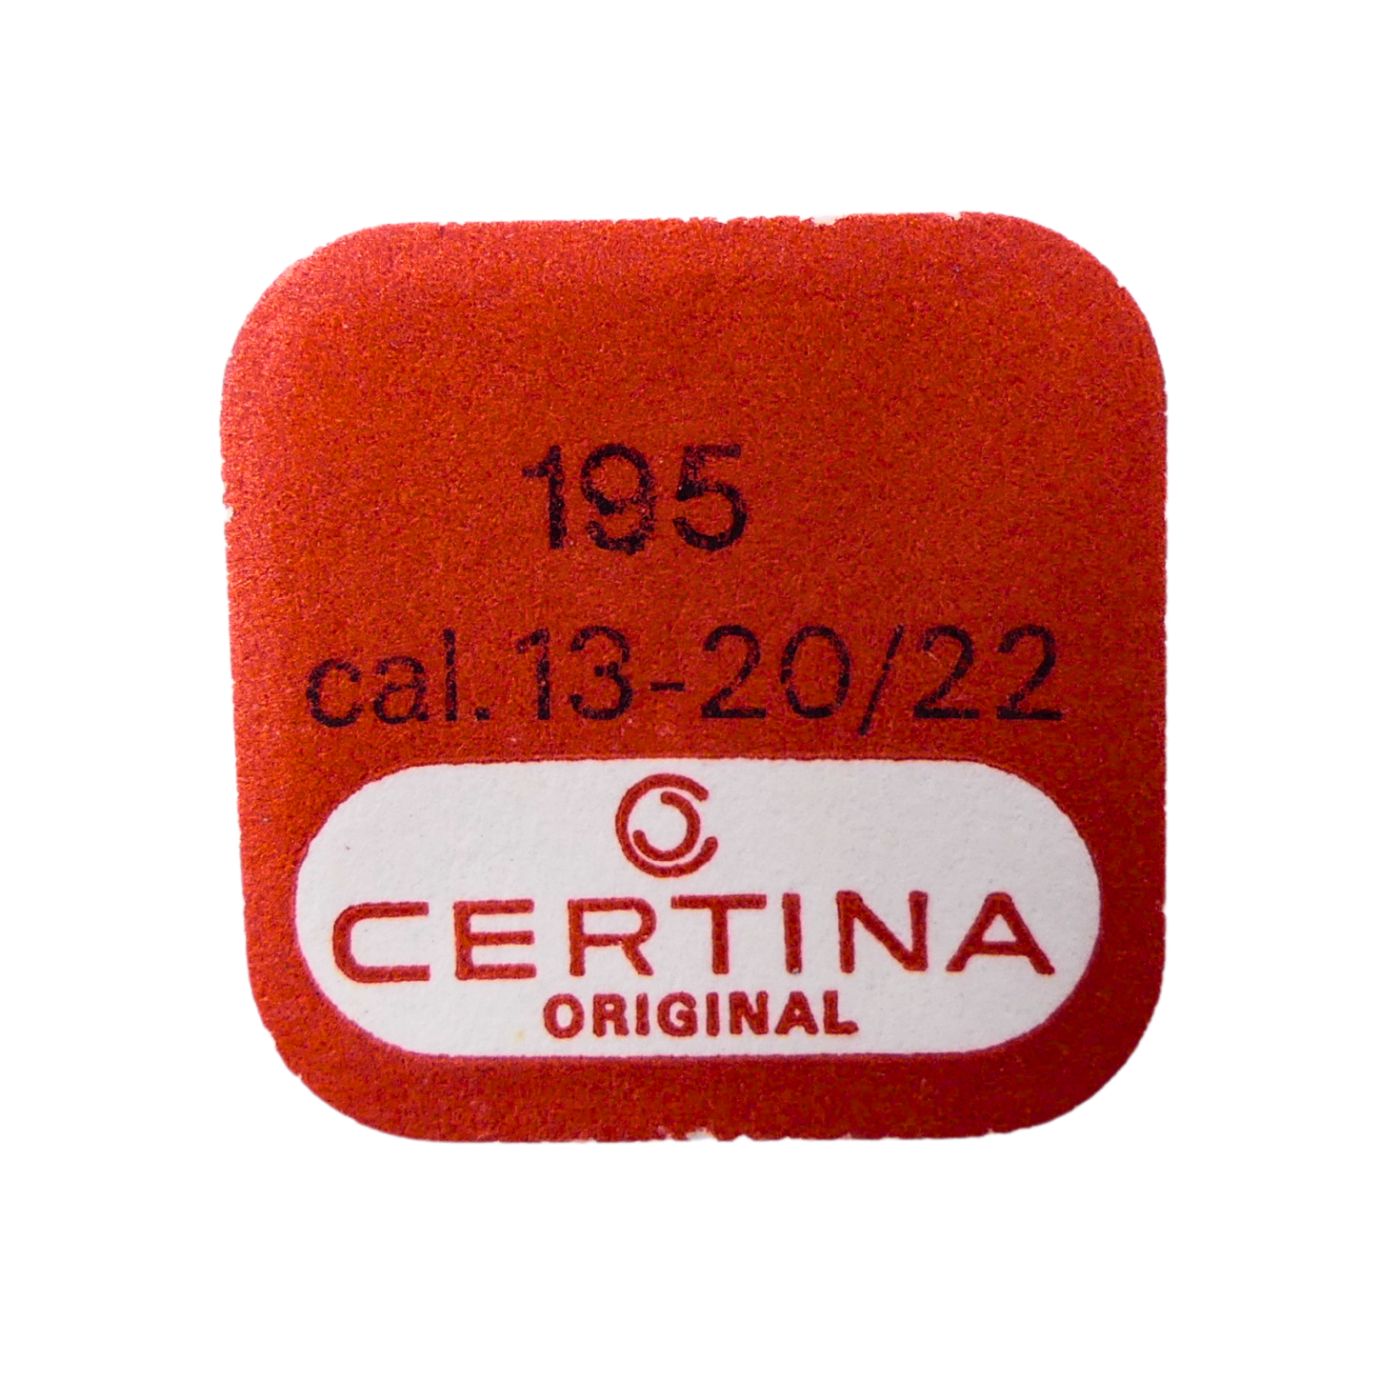 195
cal. 13-20/22
CERTINA
ORIGINAL